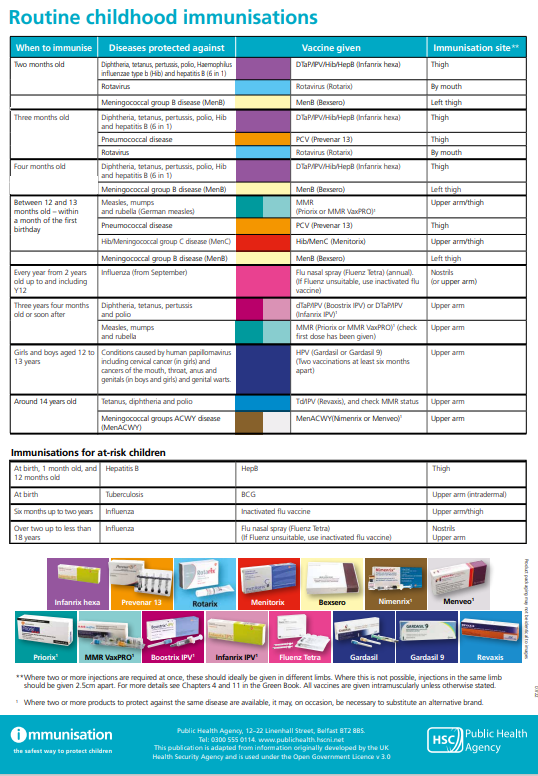 Routine childhood immunisations
When to immunise
Diseases protected against
Vaccine given
Immunisation site**
Two months old
Diphtheria, tetanus, pertussis, polio, Haemophilus
influenzae type b (Hib) and hepatitis B (6 in 1)
DTaP/IPV/Hib/HepB (Infanrix hexa)
Thigh
Rotavirus
Rotavirus (Rotarix)
By mouth
Meningococcal group B disease (MenB)
MenB (Bexsero)
Left thigh
Three months old
Diphtheria, tetanus, pertussis, polio, Hib
and hepatitis B (6 in 1)
DTaP/IPV/Hib/HepB (Infanrix hexa)
Thigh
Pneumococcal disease
PCV (Prevenar 13)
Thigh
Rotavirus
Rotavirus (Rotarix)
By mouth
Four months old
Diphtheria, tetanus, pertussis, polio, Hib
and hepatitis B (6 in 1)
DTaP/IPV/Hib/HepB (Infanrix hexa)
Thigh
Meningococcal group B disease (MenB)
MenB (Bexsero)
Left thigh
Between 12 and 13
months old – within
a month of the first
birthday
Measles, mumps
and rubella (German measles)
MMR
(Priorix or MMR VaxPRO)†
Upper arm/thigh
Pneumococcal disease
PCV (Prevenar 13)
Thigh
Hib/Meningococcal group C disease (MenC)
Hib/MenC (Menitorix)
Upper arm/thigh
Meningococcal group B disease (MenB)
MenB (Bexsero)
Left thigh
Every year from 2 years
old up to and including
Y12
Influenza (from September)
Flu nasal spray (Fluenz Tetra) (annual).
(If Fluenz unsuitable, use inactivated flu
vaccine)
Nostrils
(or upper arm)
Three years four months
old or soon after
Diphtheria, tetanus, pertussis
and polio
dTaP/IPV (Boostrix IPV) or DTaP/IPV
(Infanrix IPV)†
Upper arm
Measles, mumps
and rubella
MMR (Priorix or MMR VaxPRO)† (check
first dose has been given)
Upper arm
Girls and boys aged 12 to
13 years
Conditions caused by human papillomavirus
including cervical cancer (in girls) and
cancers of the mouth, throat, anus and
genitals (in boys and girls) and genital warts.
HPV (Gardasil or Gardasil 9)
(Two vaccinations at least six months
apart)
Upper arm
Around 14 years old
Tetanus, diphtheria and polio
Td/IPV (Revaxis), and check MMR status
Upper arm
Meningococcal groups ACWY disease
(MenACWY)
MenACWY(Nimenrix or Menveo)†
Upper arm
Immunisations for at-risk children
At birth, 1 month old, and
12 months old
Hepatitis B
HepB
Thigh
At birth
Tuberculosis
BCG
Upper arm (intradermal)
Six months up to two years
Influenza
Inactivated flu vaccine
Upper arm/thigh
Over two up to less than
18 years
Influenza
Flu nasal spray (Fluenz Tetra)
(If Fluenz unsuitable, use inactivated flu vaccine)
Nostrils
Upper arm
Infanrix hexa
Prevenar 13
Rotarix
Menitorix
Bexsero
Nimenrix†
Menveo†
Priorix†
MMR VaxPRO†
Boostrix IPV†
Infanrix IPV†
Fluenz Tetra
Gardasil
Gardasil 9
Revaxis
Product packaging may not be identical to images.
**Where two or more injections are required at once, these should ideally be given in different limbs. Where this is not possible, injections in the same limb
should be given 2.5cm apart. For more details see Chapters 4 and 11 in the Green Book. All vaccines are given intramuscularly unless otherwise stated.
† Where two or more products to protect against the same disease are available, it may, on occasion, be necessary to substitute an alternative brand.
immunisation
the safest way to protect children
Public Health Agency, 12–22 Linenhall Street, Belfast BT2 8BS.
Tel: 0300 555 0114. www.publichealth.hscni.net
This publication is adapted from information originally developed by the UK
Health Security Agency and is used under the Open Government Licence v 3.0
HSC
Public Health
Agency